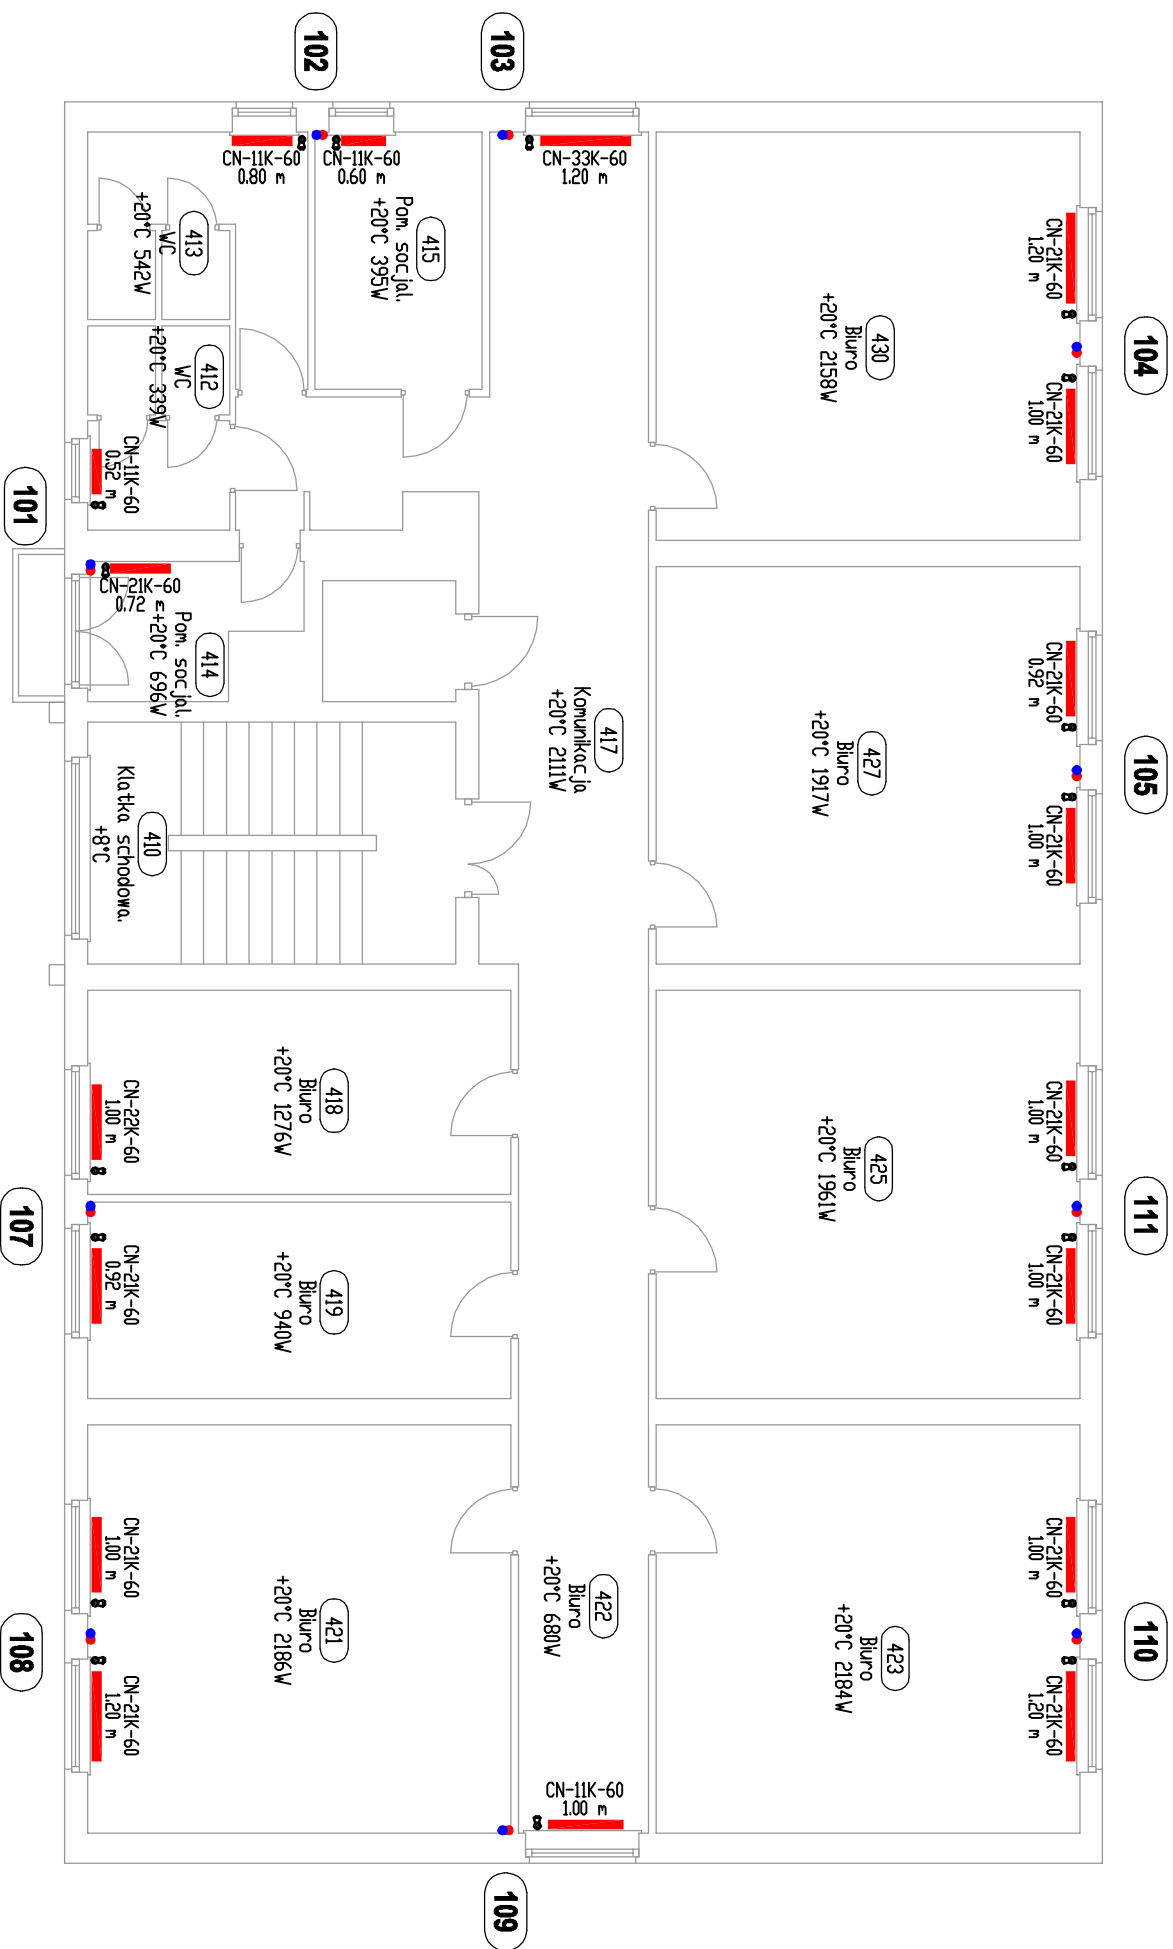 102
103
CN-11K-60
0.80 m
CN-11K-60
0.60 m
CN-33K-60
1.20 m
413
WC
+20°C 542W
415
Pom. socjal.
+20°C 395W
430
Biuro
+20°C 2158W
CN-21K-60
1.20 m
104
CN-21K-60
1.00 m
412
WC
+20°C 339W
CN-11K-60
0.52 m
101
CN-21K-60
0.72 m
414
Pom. socjal.
+20°C 696W
417
Komunikacja
+20°C 2111W
427
Biuro
+20°C 1917W
CN-21K-60
0.92 m
105
CN-21K-60
1.00 m
410
Klatka schodowa.
+8°C
418
Biuro
+20°C 1276W
CN-22K-60
1.00 m
107
CN-21K-60
0.92 m
419
Biuro
+20°C 940W
425
Biuro
+20°C 1961W
CN-21K-60
1.00 m
111
CN-21K-60
1.00 m
CN-21K-60
1.00 m
108
CN-21K-60
1.20 m
421
Biuro
+20°C 2186W
422
Biuro
+20°C 680W
423
Biuro
+20°C 2184W
CN-21K-60
1.00 m
110
CN-21K-60
1.20 m
CN-11K-60
1.00 m
109